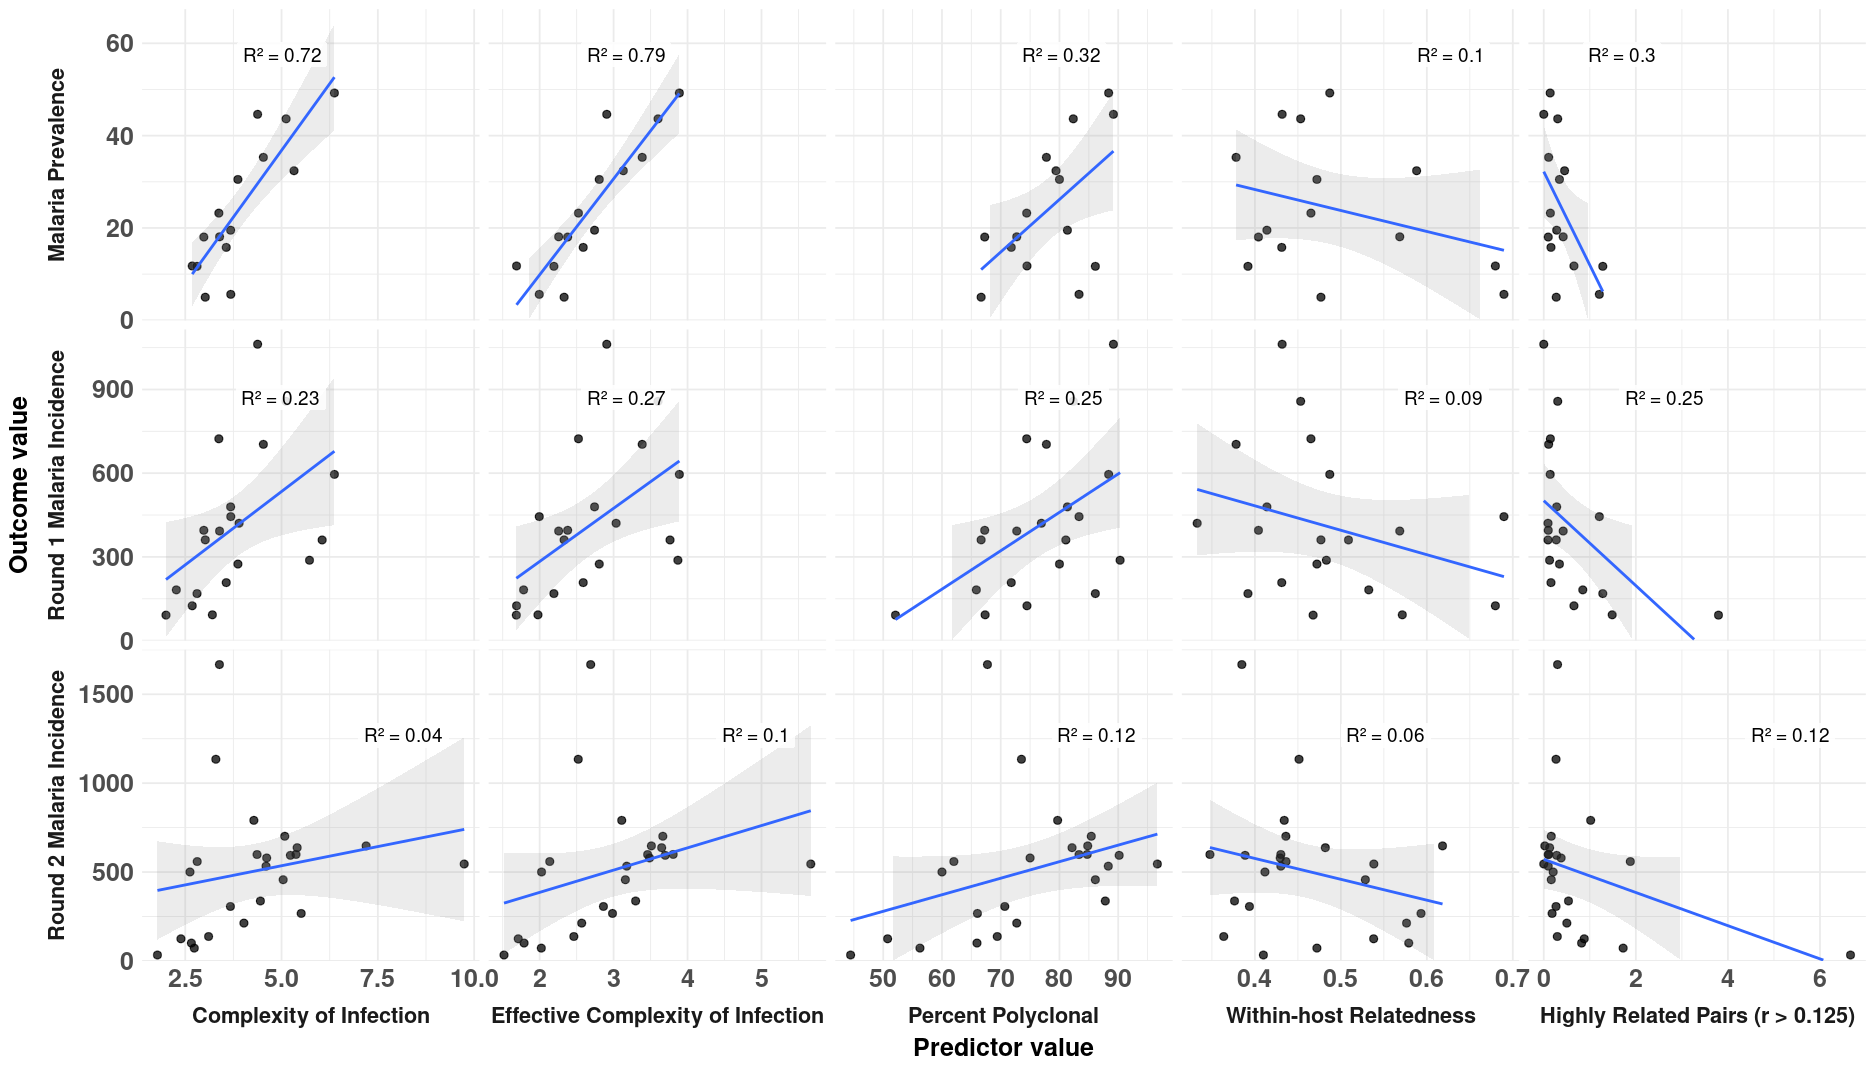 R² = 0.72
R² = 0.79
R² = 0.32
R² = 0.1
R² = 0.3
60
40
20
0
Malaria Prevalence
R² = 0.23
R² = 0.27
R² = 0.25
R² = 0.09
R² = 0.25
900
600
300
0
Round 1 Malaria Incidence
Outcome value
R² = 0.04
R² = 0.1
R² = 0.12
R² = 0.06
R² = 0.12
1500
1000
500
0
Round 2 Malaria Incidence
2.5 5.0 7.5 10.0
2 3 4 5
50 60 70 80 90
0.4 0.5 0.6 0.7
0 2 4 6
Complexity of Infection
Effective Complexity of Infection
Percent Polyclonal
Within-host Relatedness
Highly Related Pairs (r > 0.125)
Predictor value